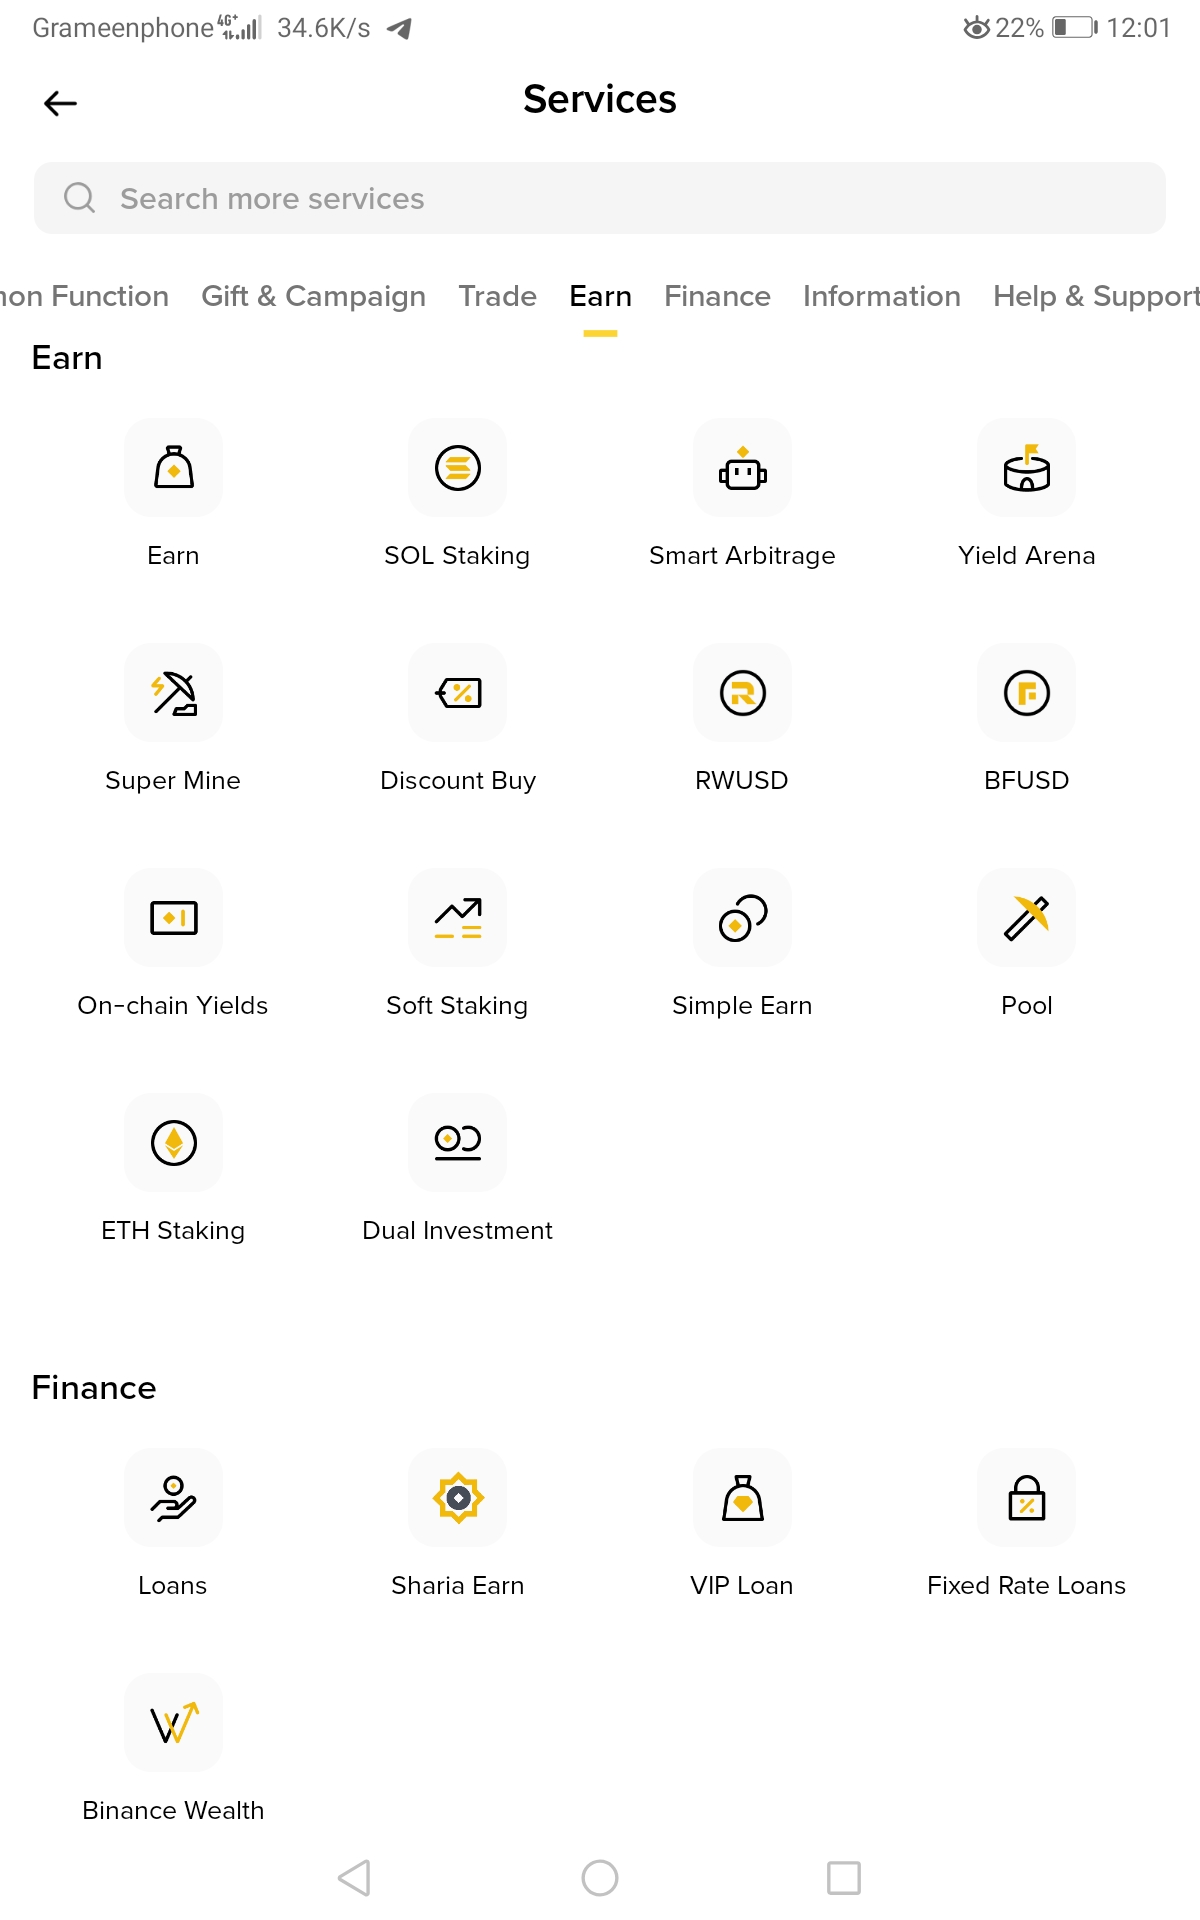 Grameenphone 4G+ 34.6K/s 22% 12:01
Services
Search more services
non Function Gift & Campaign Trade Earn Finance Information Help & Support
Earn
Earn SOL Staking Smart Arbitrage Yield Arena
Super Mine Discount Buy RWUSD BFUSD
On-chain Yields Soft Staking Simple Earn Pool
ETH Staking Dual Investment
Finance
Loans Sharia Earn VIP Loan Fixed Rate Loans
Binance Wealth